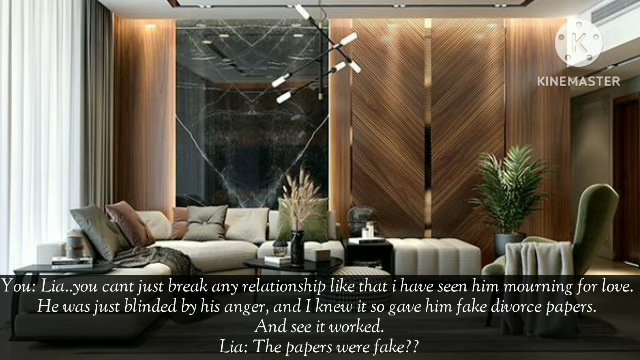 KINEMASTER
You: Lia..you cant just break any relationship like that i have seen him mourning for love.
He was just blinded by his anger, and I knew it so gave him fake divorce papers.
And see it worked.
Lia: The papers were fake??